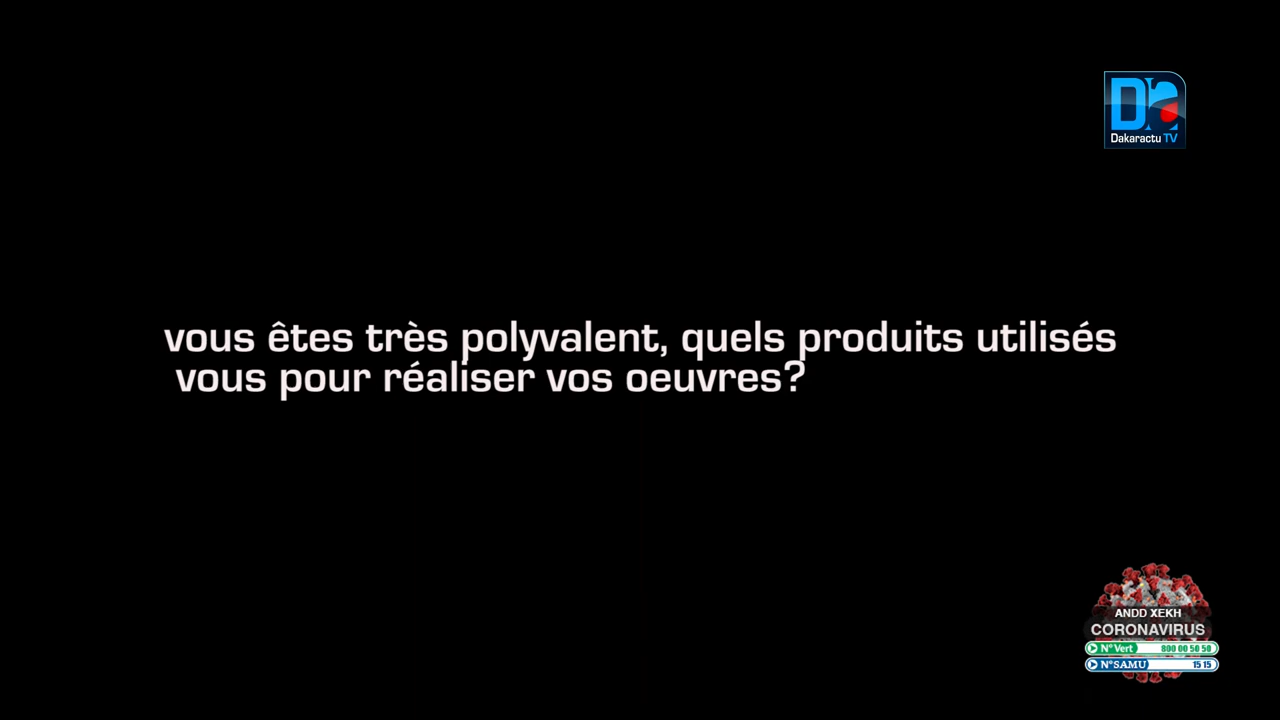 Dakaractu TV
vous êtes très polyvalent, quels produits utilisés
vous pour réaliser vos oeuvres?
ANDD XEKH
CORONAVIRUS
N°Vert 800 00 50 50
N°SAMU 15 15